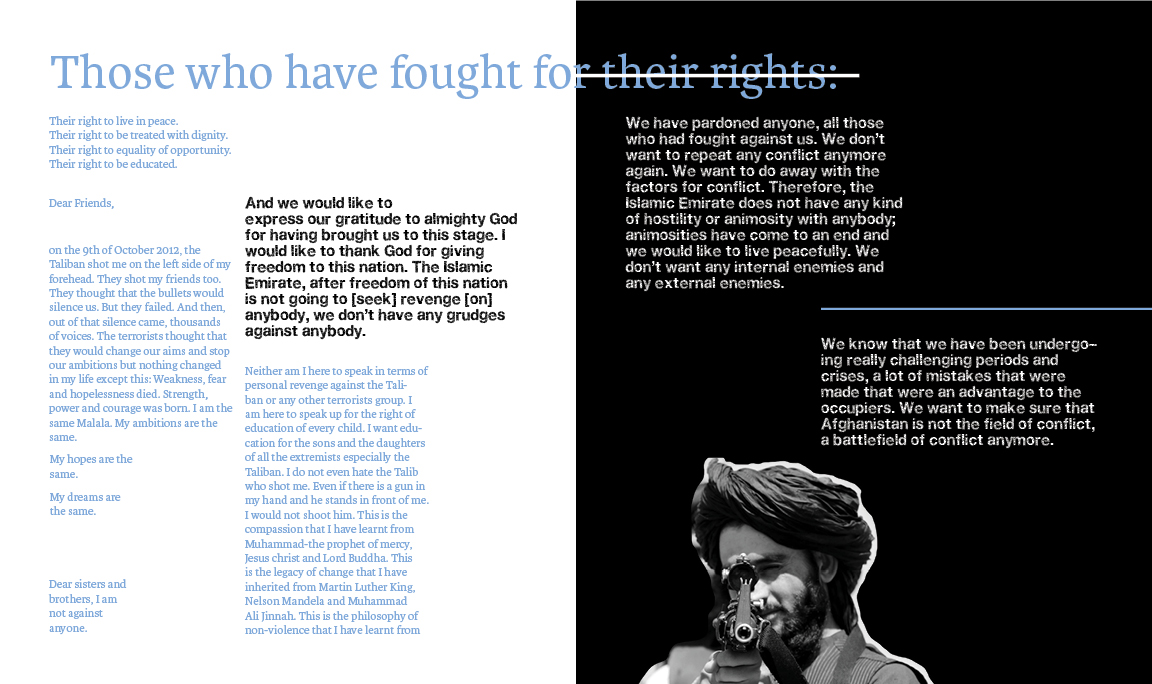 Those who have fought for their rights:
Their right to live in peace.
Their right to be treated with dignity.
Their right to equality of opportunity.
Their right to be educated.
Dear Friends,
on the 9th of October 2012, the
Taliban shot me on the left side of my
forehead. They shot my friends too.
They thought that the bullets would
silence us. But they failed. And then,
out of that silence came, thousands
of voices. The terrorists thought that
they would change our aims and stop
our ambitions but nothing changed
in my life except this: Weakness, fear
and hopelessness died. Strength,
power and courage was born. I am the
same Malala. My ambitions are the
same.
My hopes are the
same.
My dreams are
the same.
Dear sisters and
brothers, I am
not against
anyone.
And we would like to
express our gratitude to almighty God
for having brought us to this stage. I
would like to thank God for giving
freedom to this nation. The Islamic
Emirate, after freedom of this nation
is not going to [seek] revenge [on]
anybody, we don't have any grudges
against anybody.
Neither am I here to speak in terms of
personal revenge against the Tali-
ban or any other terrorists group. I
am here to speak up for the right of
education of every child. I want edu-
cation for the sons and the daughters
of all the extremists especially the
Taliban. I do not even hate the Talib
who shot me. Even if there is a gun in
my hand and he stands in front of me.
I would not shoot him. This is the
compassion that I have learnt from
Muhammad-the prophet of mercy,
Jesus christ and Lord Buddha. This
is the legacy of change that I have
inherited from Martin Luther King,
Nelson Mandela and Muhammad
Ali Jinnah. This is the philosophy of
non-violence that I have learnt from
We have pardoned anyone, all those
who had fought against us. We don't
want to repeat any conflict anymore
again. We want to do away with the
factors for conflict. Therefore, the
Islamic Emirate does not have any kind
of hostility or animosity with anybody;
animosities have come to an end and
we would like to live peacefully. We
don't want any internal enemies and
any external enemies.
We know that we have been undergo-
ing really challenging periods and
crises, a lot of mistakes that were
made that were an advantage to the
occupiers. We want to make sure that
Afghanistan is not the field of conflict,
a battlefield of conflict anymore.